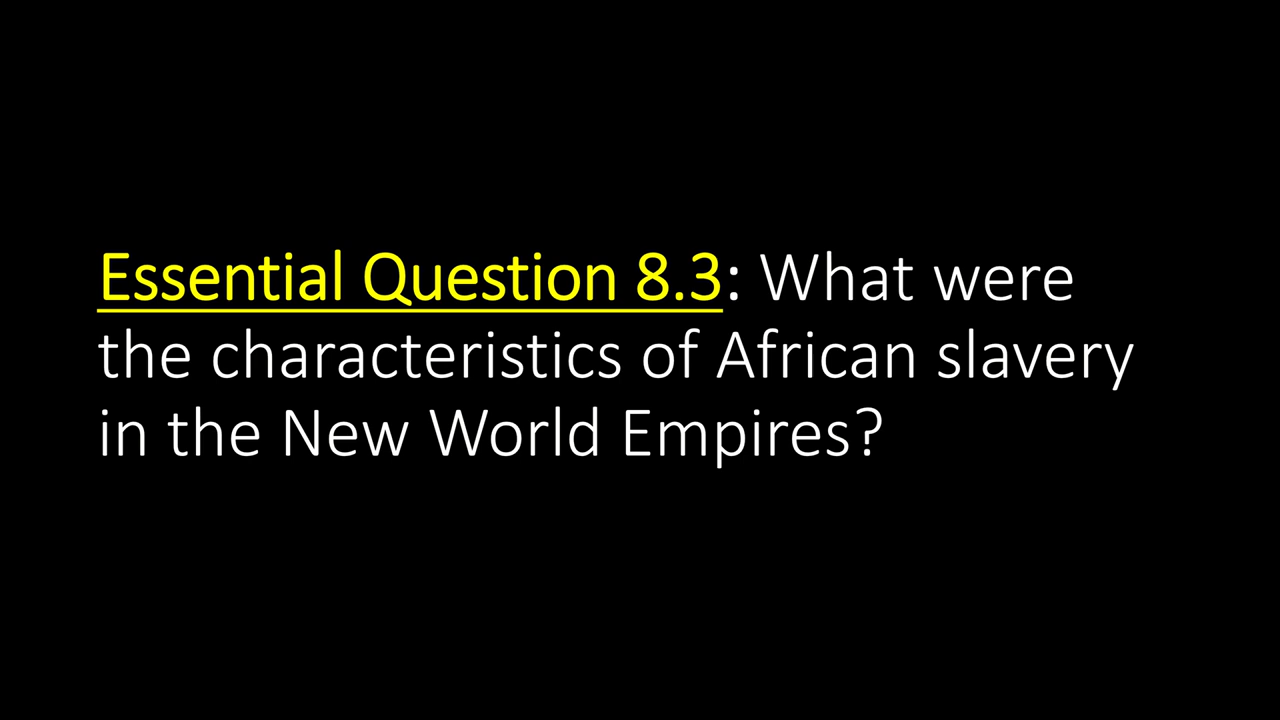 Essential Question 8.3: What were
the characteristics of African slavery
in the New World Empires?